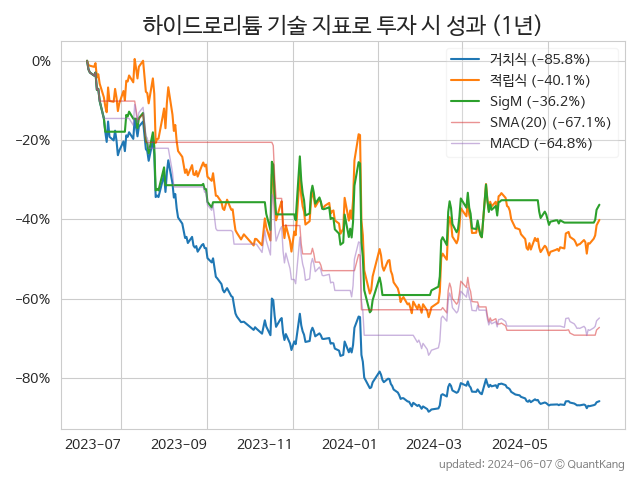 하이드로리튬 기술 지표로 투자 시 성과 (1년)
거치식 (−85.8%)
적립식 (−40.1%)
SigM (−36.2%)
SMA(20) (−67.1%)
MACD (−64.8%)
0%
−20%
−40%
−60%
−80%
2023-07 2023-09 2023-11 2024-01 2024-03 2024-05
updated: 2024-06-07 © QuantKang